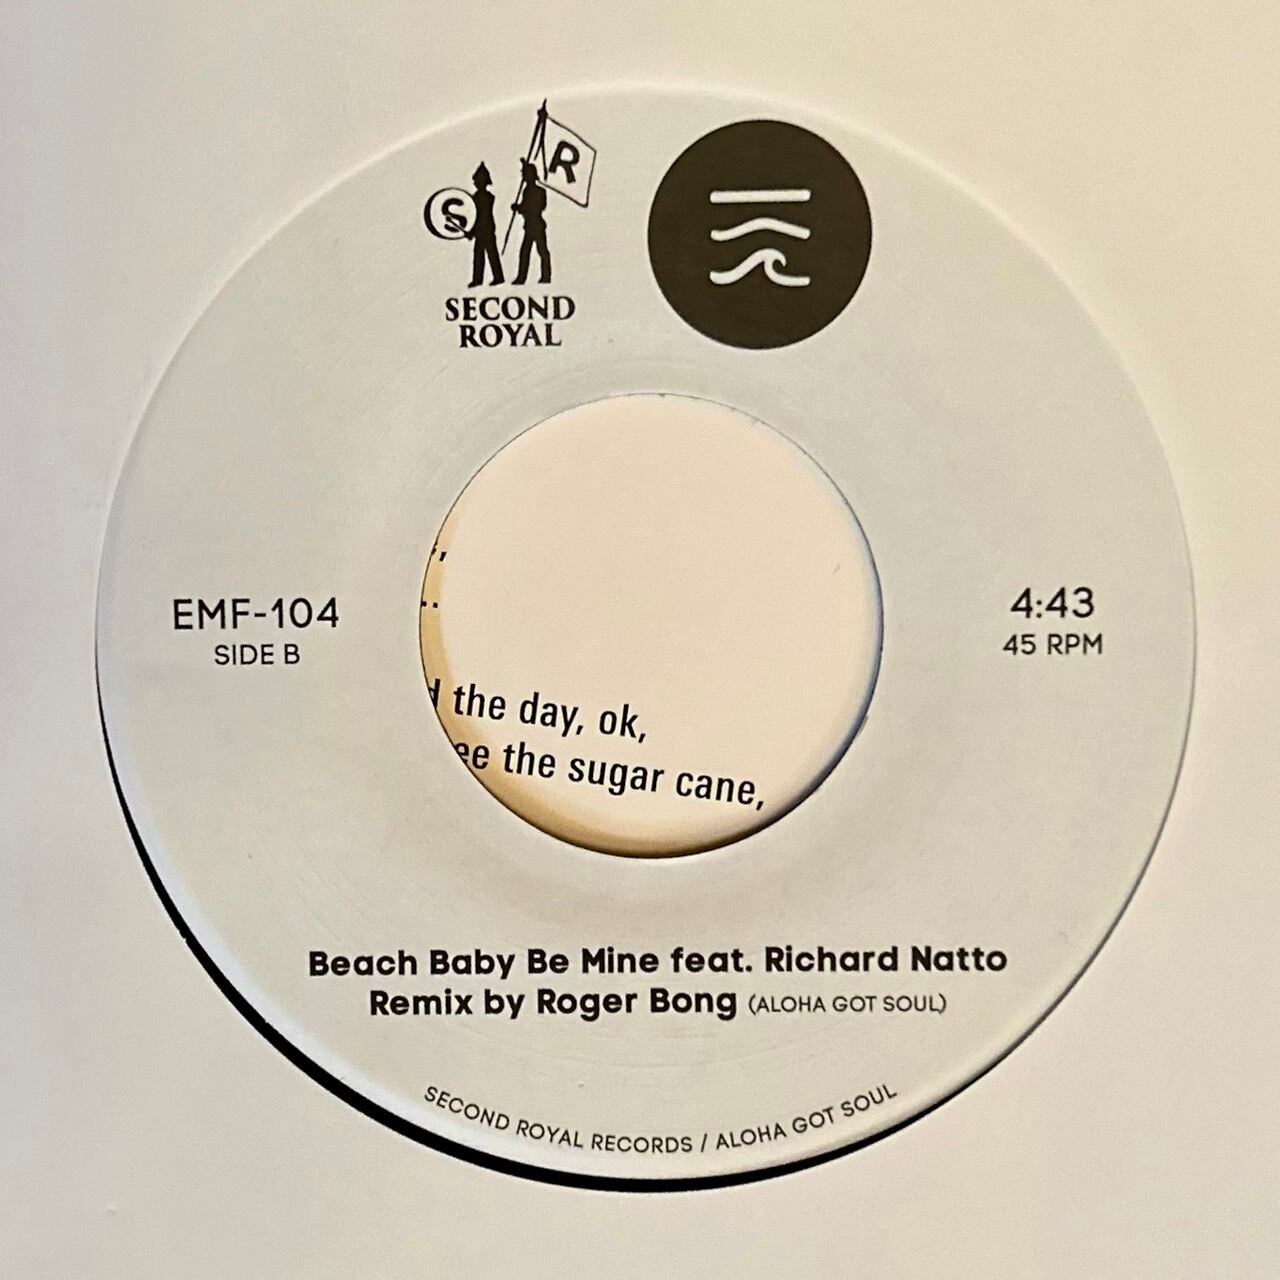 R
S
SECOND
ROYAL
EMF-104
SIDE B
4:43
45 RPM
the day, ok,
the sugar cane,
Beach Baby Be Mine feat. Richard Natto
Remix by Roger Bong (ALOHA GOT SOUL)
SECOND ROYAL RECORDS / ALOHA GOT SOUL